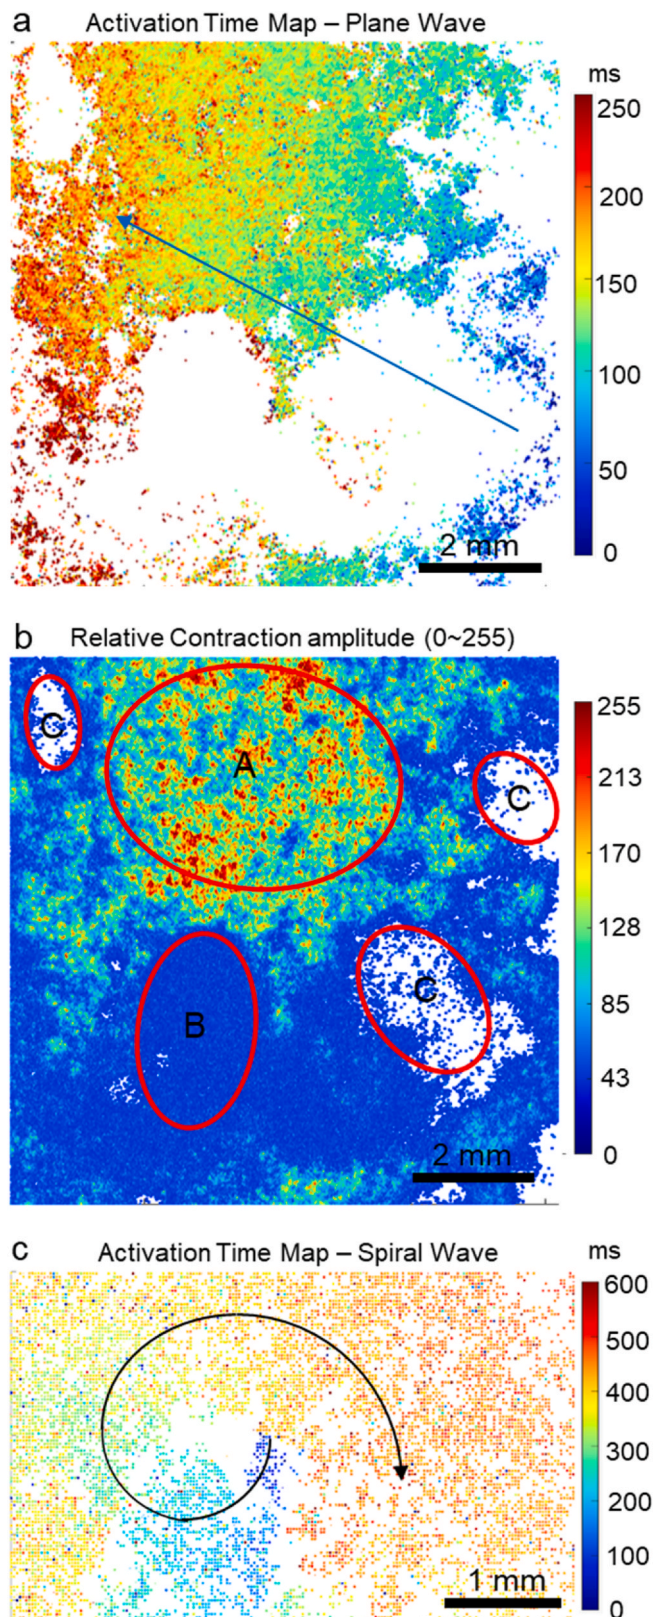 a Activation Time Map – Plane Wave
ms
250
200
150
100
50
0
2 mm
b Relative Contraction amplitude (0~255)
C
A
C
C
B
255
213
170
128
85
43
0
2 mm
c Activation Time Map – Spiral Wave
ms
600
500
400
300
200
100
0
1 mm